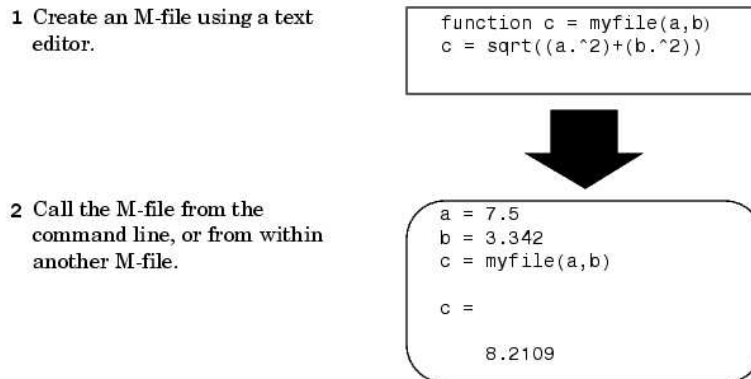 1 Create an M-file using a text
editor.
function c = myfile(a,b)
c = sqrt((a.^2)+(b.^2))
2 Call the M-file from the
command line, or from within
another M-file.
a = 7.5
b = 3.342
c = myfile(a,b)
c =
8.2109